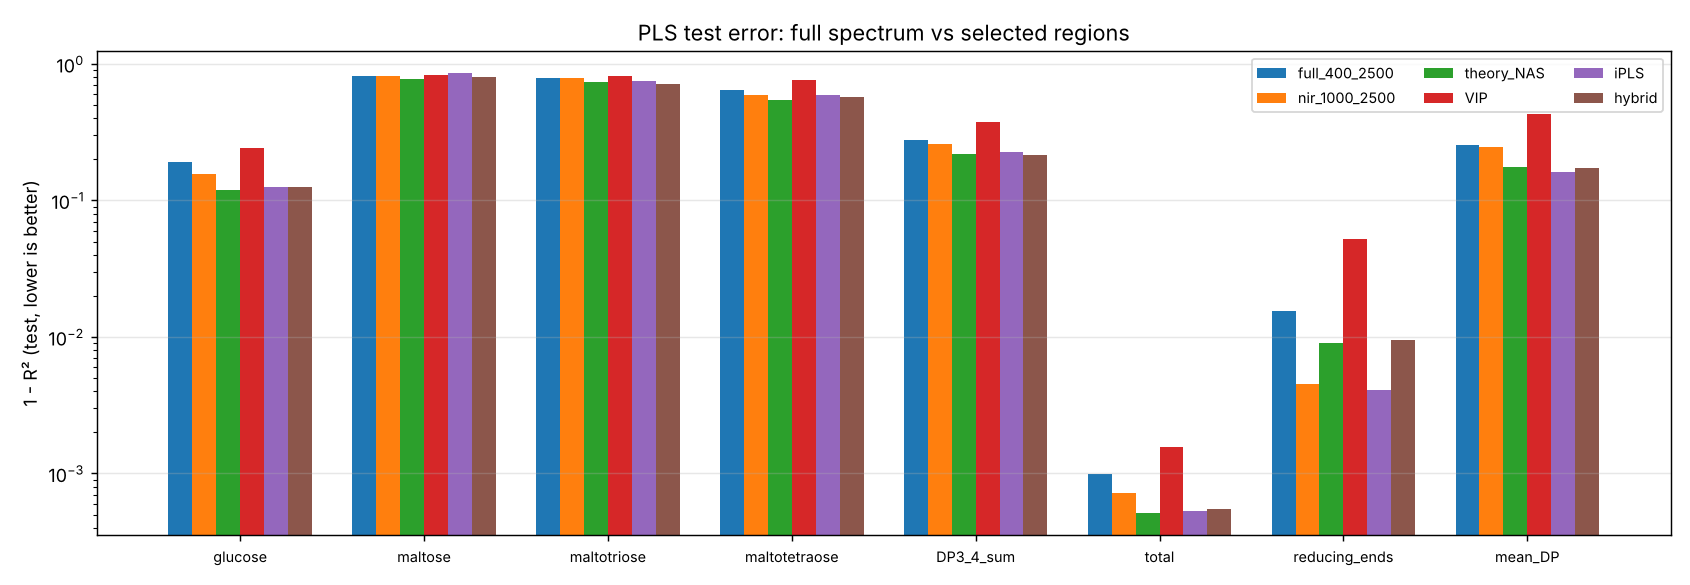 PLS test error: full spectrum vs selected regions
1 - R² (test, lower is better)
10⁰
10⁻¹
10⁻²
10⁻³
full_400_2500
nir_1000_2500
theory_NAS
VIP
iPLS
hybrid
glucose
maltose
maltotriose
maltotetraose
DP3_4_sum
total
reducing_ends
mean_DP